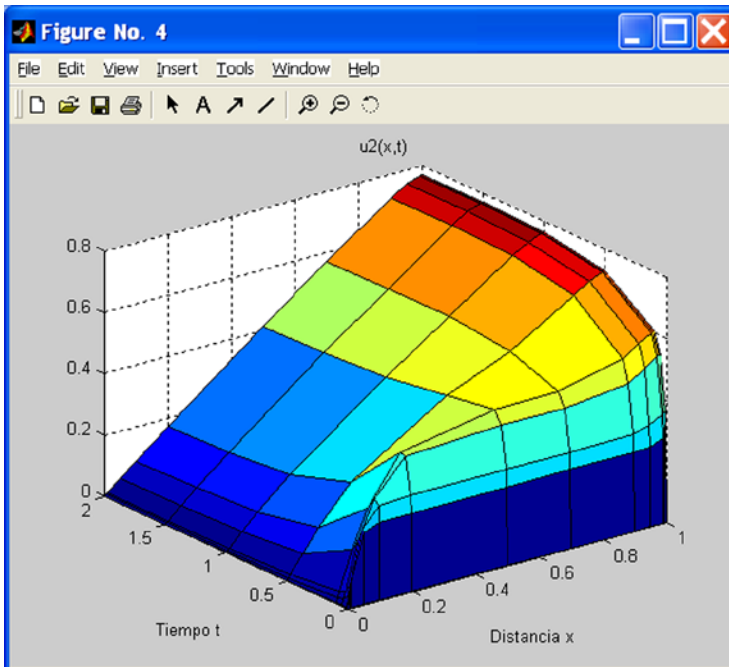 Figure No. 4
File Edit View Insert Tools Window Help
A
u2(x,t)
0.8
0.6
0.4
0.2
0
2
1.5
1
0.5
0
0
0.2
0.4
0.6
0.8
1
Tiempo t
Distancia x